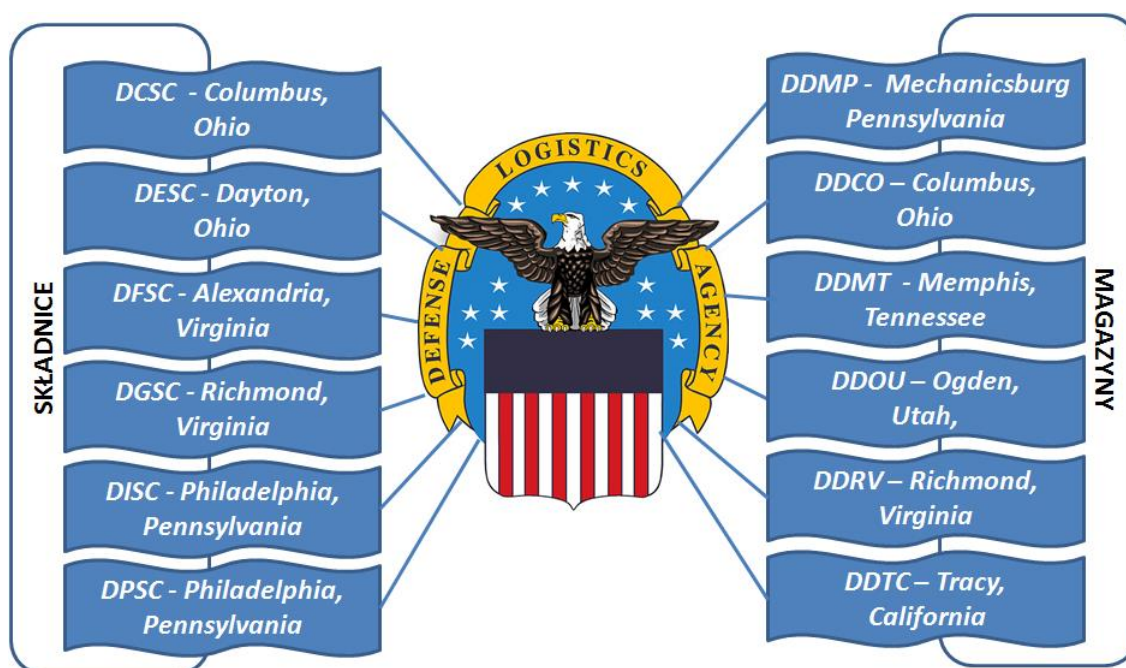 SKŁADNICE
DCSC - Columbus,
Ohio
DESC - Dayton,
Ohio
DFSC - Alexandria,
Virginia
DGSC - Richmond,
Virginia
DISC - Philadelphia,
Pennsylvania
DPSC - Philadelphia,
Pennsylvania
DEFENSE
LOGISTICS
AGENCY
DDMP - Mechanicsburg
Pennsylvania
DDCO – Columbus,
Ohio
DDMT - Memphis,
Tennessee
DDOU – Ogden,
Utah,
DDRV – Richmond,
Virginia
DDTC – Tracy,
California
MAGAZYNY